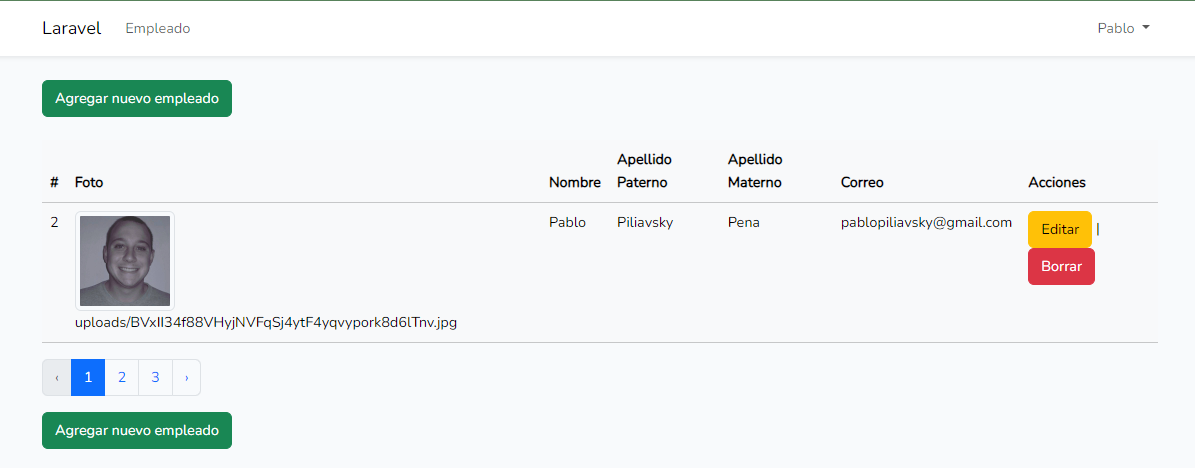 Laravel Empleado Pablo
Agregar nuevo empleado
# Foto Nombre Apellido Paterno Apellido Materno Correo Acciones
2 Pablo Piliavsky Pena pablopiliavsky@gmail.com Editar |
Borrar
uploads/BVxII34f88VHyjNVFqSj4ytF4yqvypork8d6lTnv.jpg
‹ 1 2 3 ›
Agregar nuevo empleado